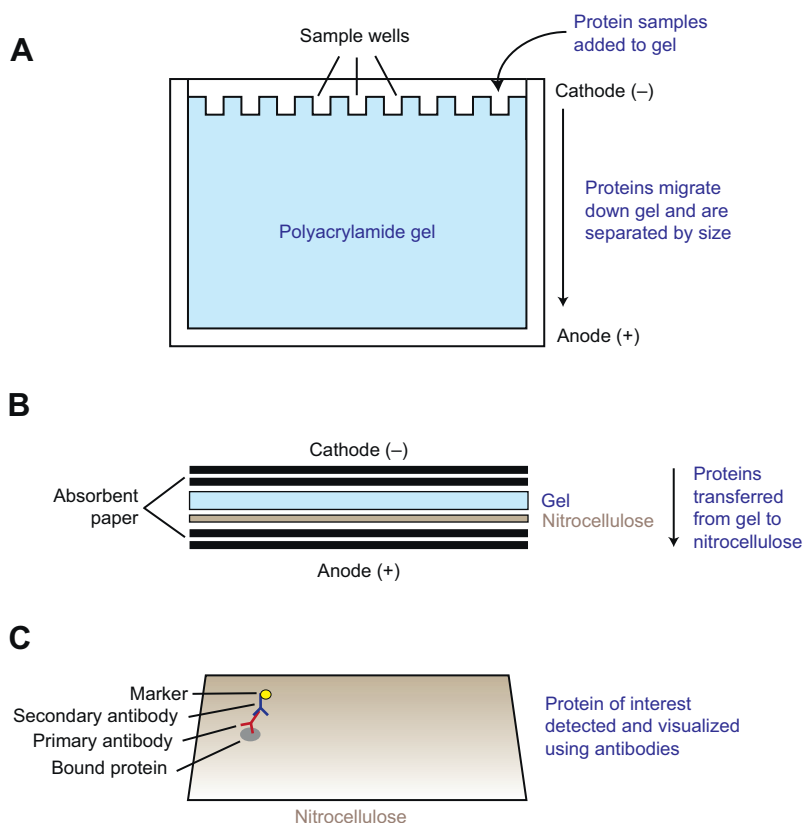 A
Sample wells
Protein samples
added to gel
Cathode (–)
Proteins migrate
down gel and are
separated by size
Polyacrylamide gel
Anode (+)
B
Cathode (–)
Absorbent
paper
Gel
Nitrocellulose
Proteins
transferred
from gel to
nitrocellulose
Anode (+)
C
Marker
Secondary antibody
Primary antibody
Bound protein
Protein of interest
detected and visualized
using antibodies
Nitrocellulose